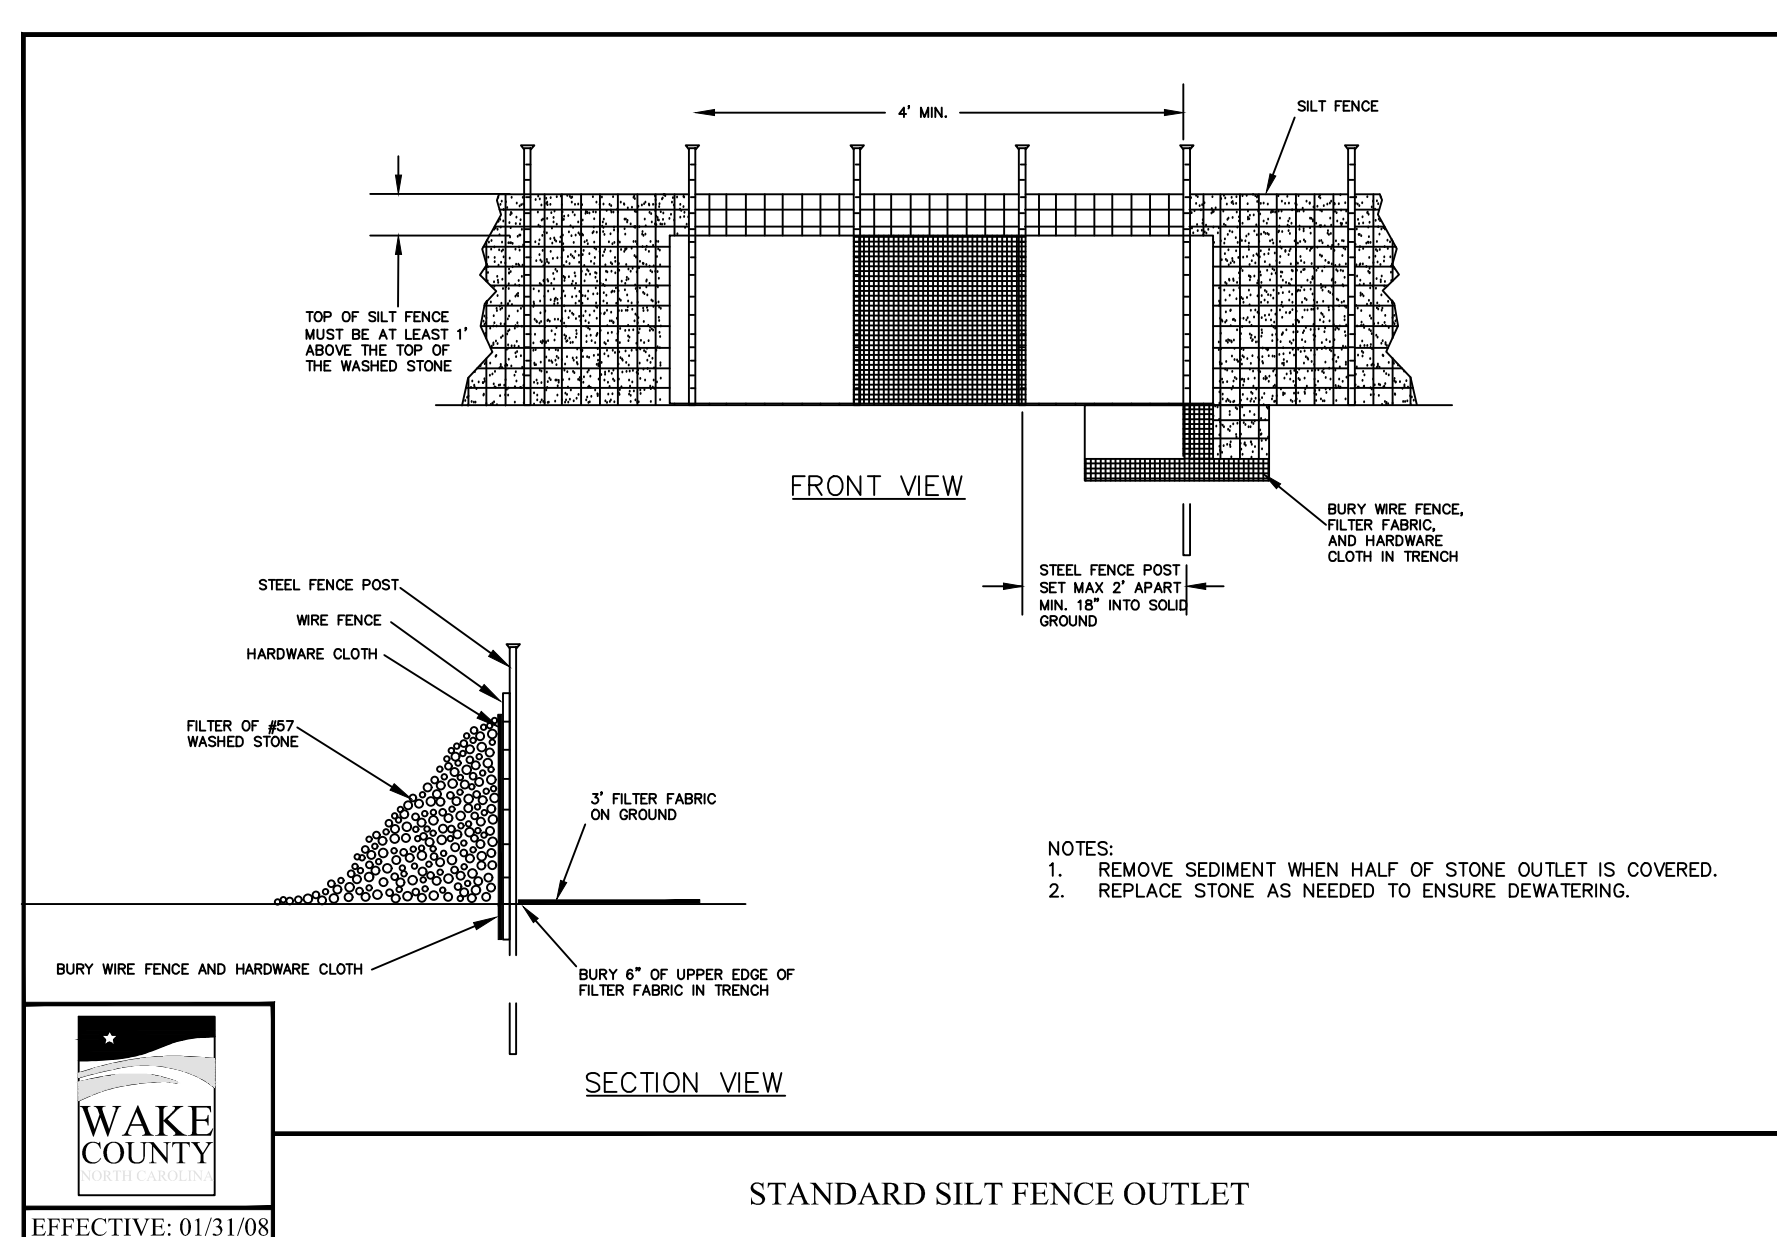 4' MIN.
SILT FENCE
TOP OF SILT FENCE
MUST BE AT LEAST 1'
ABOVE THE TOP OF
THE WASHED STONE
FRONT VIEW
BURY WIRE FENCE,
FILTER FABRIC,
AND HARDWARE
CLOTH IN TRENCH
STEEL FENCE POST
SET MAX 2' APART
MIN. 18" INTO SOLID
GROUND
STEEL FENCE POST
WIRE FENCE
HARDWARE CLOTH
FILTER OF #57
WASHED STONE
3' FILTER FABRIC
ON GROUND
BURY WIRE FENCE AND HARDWARE CLOTH
BURY 6" OF UPPER EDGE OF
FILTER FABRIC IN TRENCH
SECTION VIEW
NOTES:
1. REMOVE SEDIMENT WHEN HALF OF STONE OUTLET IS COVERED.
2. REPLACE STONE AS NEEDED TO ENSURE DEWATERING.
WAKE
COUNTY
NORTH CAROLINA
EFFECTIVE: 01/31/08
STANDARD SILT FENCE OUTLET